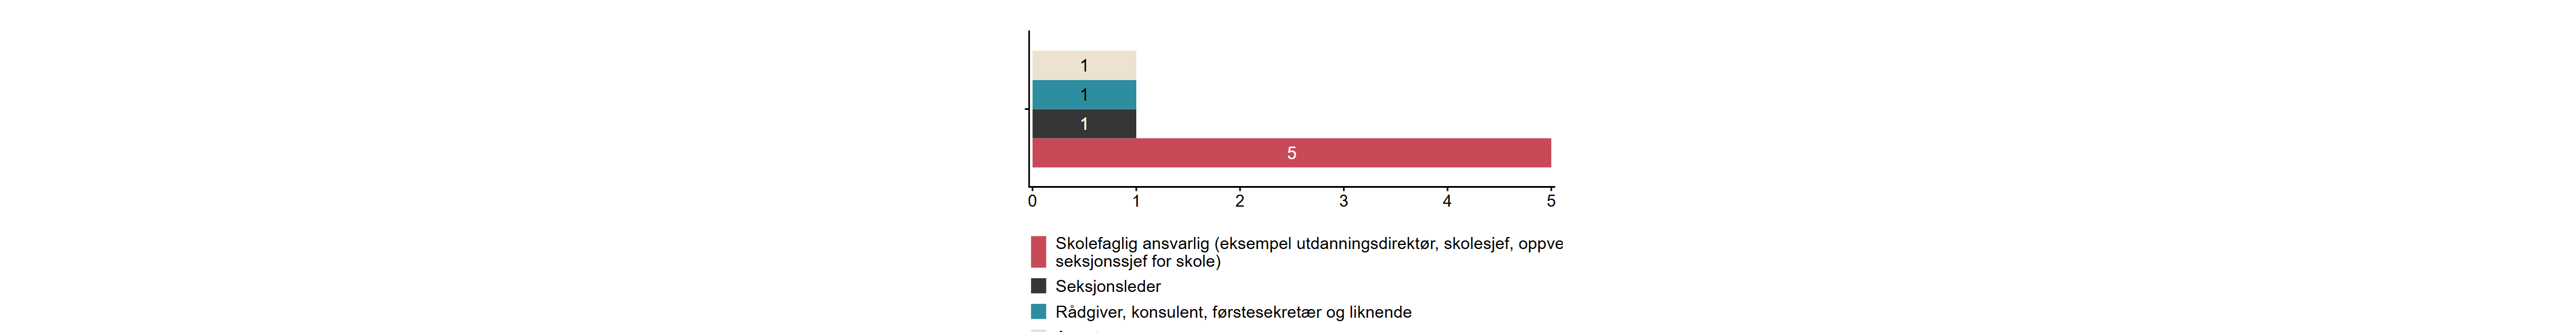 1
1
1
5
0 1 2 3 4 5
Skolefaglig ansvarlig (eksempel utdanningsdirektør, skolesjef, oppve
seksjonssjef for skole)
Seksjonsleder
Rådgiver, konsulent, førstesekretær og liknende